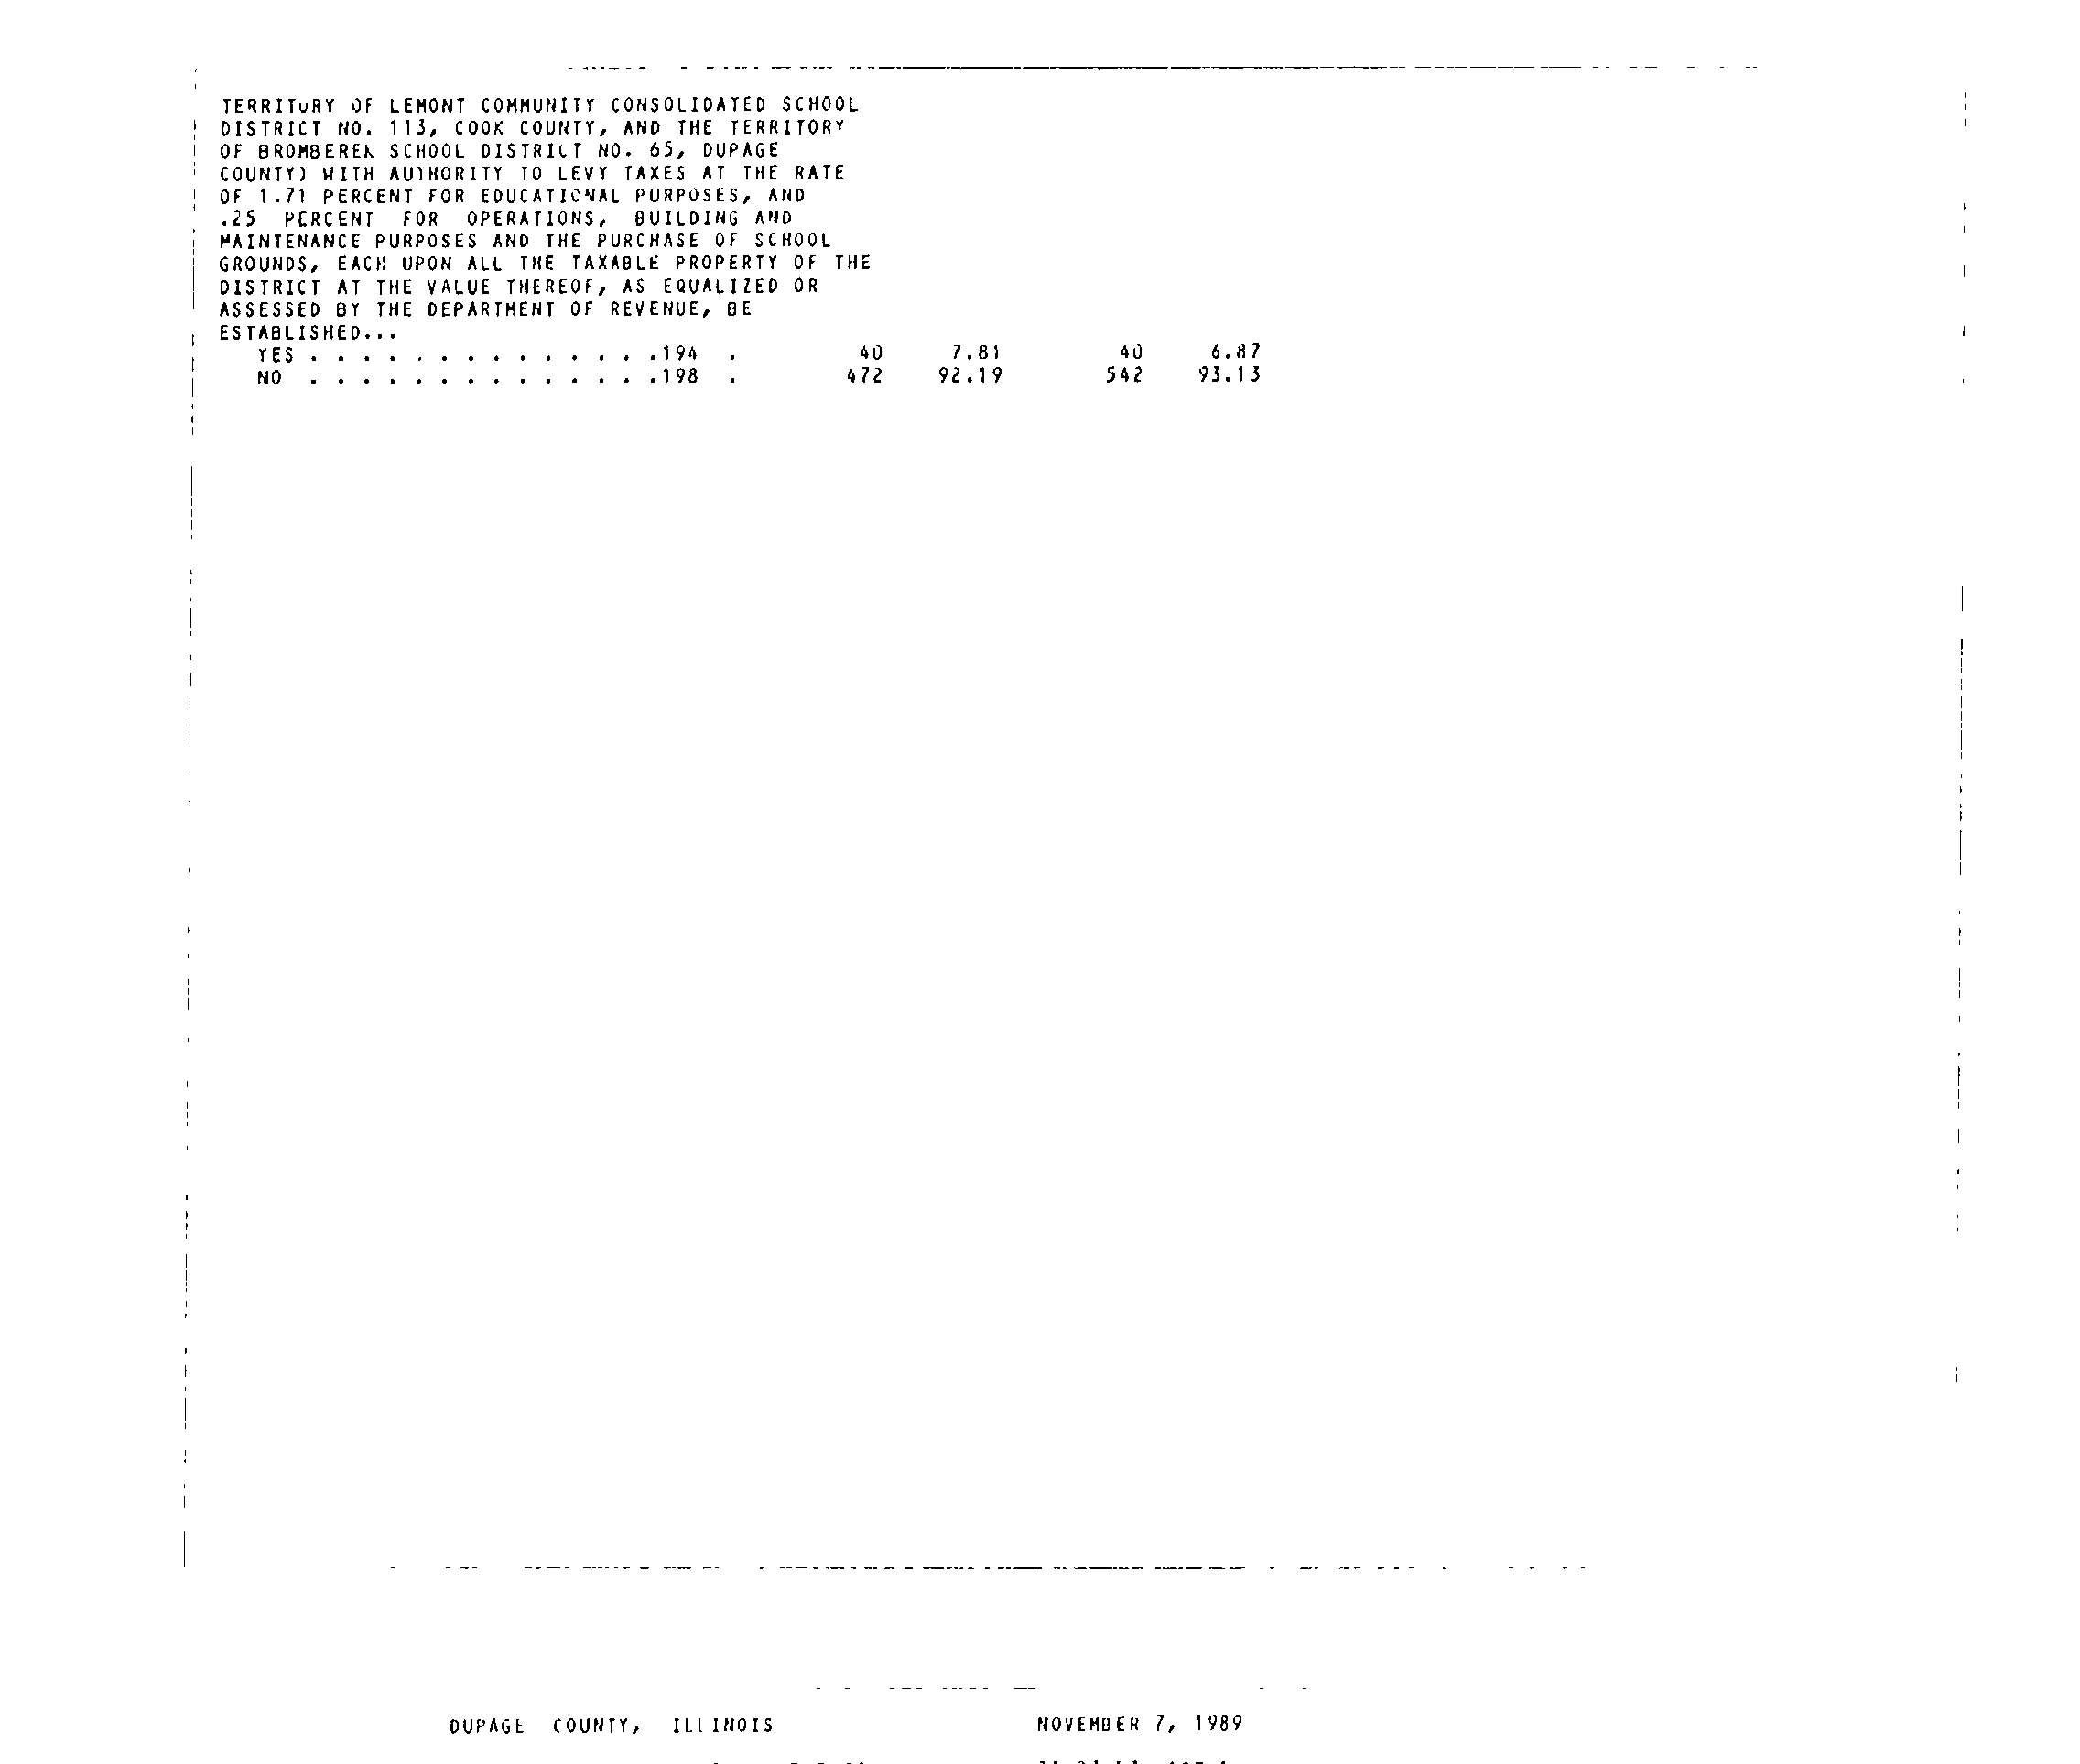 TERRITORY OF LEMONT COMMUNITY CONSOLIDATED SCHOOL
DISTRICT NO. 113, COOK COUNTY, AND THE TERRITORY
OF BROMBEREK SCHOOL DISTRICT NO. 65, DUPAGE
COUNTY) WITH AUTHORITY TO LEVY TAXES AT THE RATE
OF 1.71 PERCENT FOR EDUCATIONAL PURPOSES, AND
.25 PERCENT FOR OPERATIONS, BUILDING AND
MAINTENANCE PURPOSES AND THE PURCHASE OF SCHOOL
GROUNDS, EACH UPON ALL THE TAXABLE PROPERTY OF THE
DISTRICT AT THE VALUE THEREOF, AS EQUALIZED OR
ASSESSED BY THE DEPARTMENT OF REVENUE, BE
ESTABLISHED...
YES . . . . . . . . . . . . . .194 . 40 7.81 40 6.87
NO . . . . . . . . . . . . . .198 . 472 92.19 542 93.13
DUPAGE COUNTY, ILLINOIS NOVEMBER 7, 1989